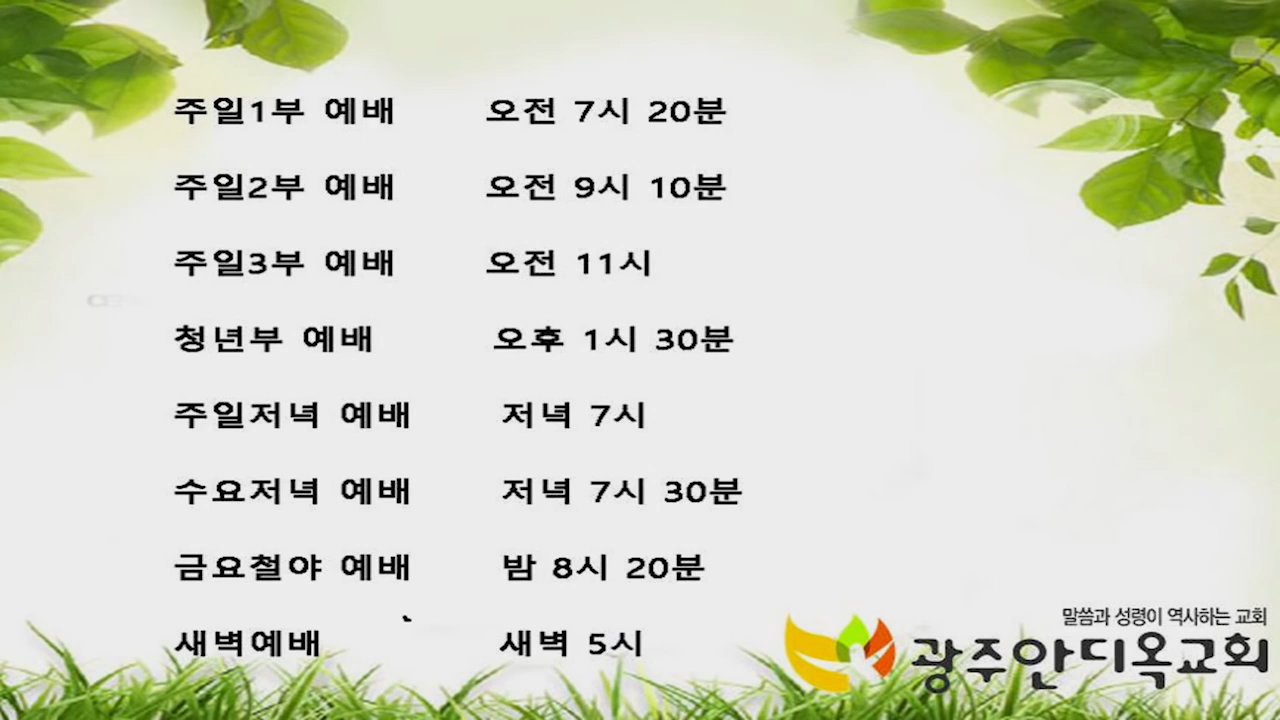 주일1부 예배 오전 7시 20분
주일2부 예배 오전 9시 10분
주일3부 예배 오전 11시
청년부 예배 오후 1시 30분
주일저녁 예배 저녁 7시
수요저녁 예배 저녁 7시 30분
금요철야 예배 밤 8시 20분
새벽예배 새벽 5시
말씀과 성령이 역사하는 교회
광주안디옥교회